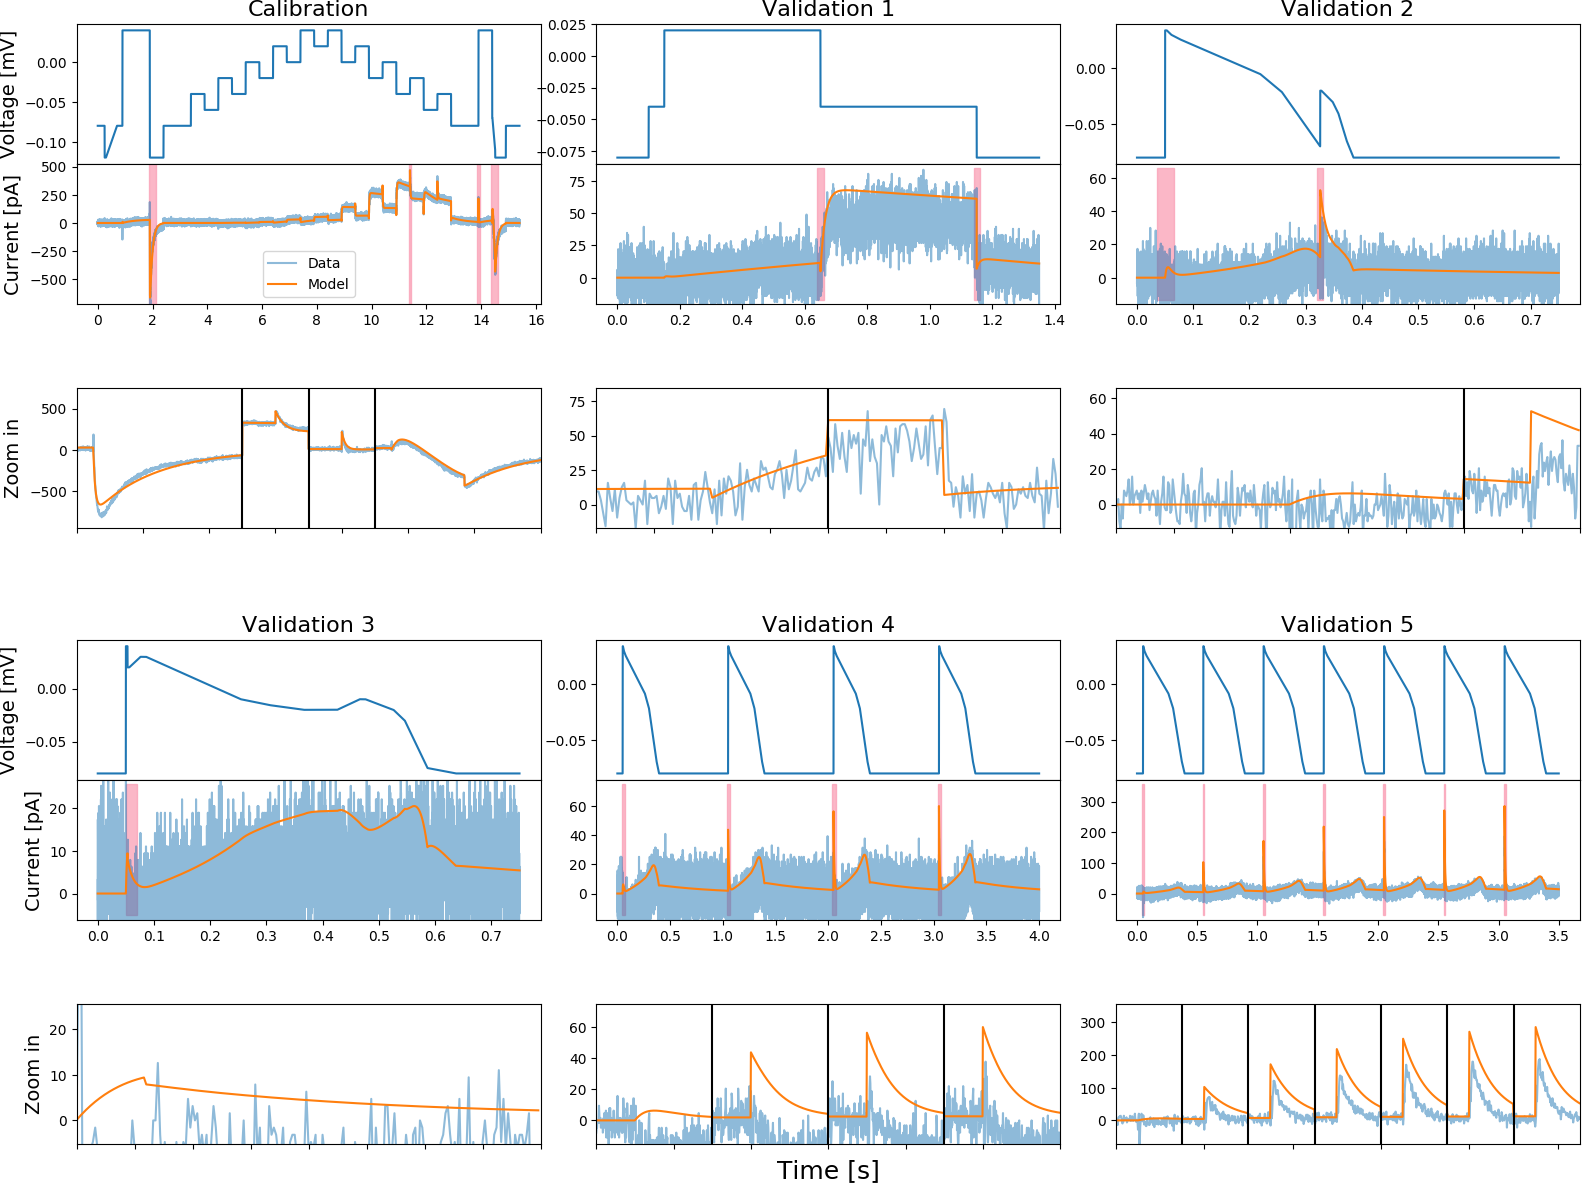 Calibration
Validation 1
Validation 2
Voltage [mV]
0.00
−0.05
−0.10
0.025
0.000
−0.025
−0.050
−0.075
0.00
−0.05
Current [pA]
500
250
0
−250
−500
Data
Model
75
50
25
0
60
40
20
0
0 2 4 6 8 10 12 14 16
0.0 0.2 0.4 0.6 0.8 1.0 1.2 1.4
0.0 0.1 0.2 0.3 0.4 0.5 0.6 0.7
Zoom in
500
0
−500
75
50
25
0
60
40
20
0
Validation 3
Validation 4
Validation 5
Voltage [mV]
0.00
−0.05
0.00
−0.05
0.00
−0.05
Current [pA]
20
10
0
60
40
20
0
300
200
100
0
0.0 0.1 0.2 0.3 0.4 0.5 0.6 0.7
0.0 0.5 1.0 1.5 2.0 2.5 3.0 3.5 4.0
0.0 0.5 1.0 1.5 2.0 2.5 3.0 3.5
Zoom in
20
10
0
60
40
20
0
300
200
100
0
Time [s]